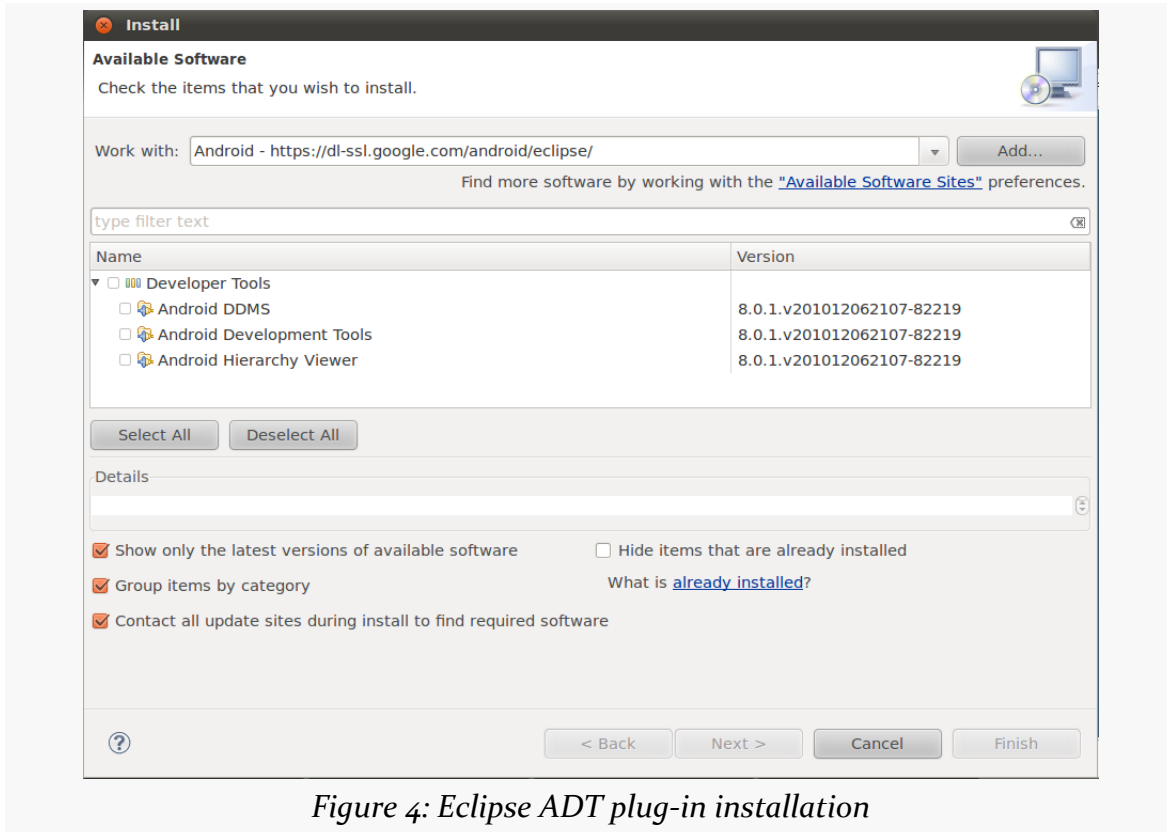 Install
Available Software
Check the items that you wish to install.
Work with: Android - https://dl-ssl.google.com/android/eclipse/ Add...
Find more software by working with the "Available Software Sites" preferences.
type filter text
Name Version
Developer Tools
Android DDMS 8.0.1.v201012062107-82219
Android Development Tools 8.0.1.v201012062107-82219
Android Hierarchy Viewer 8.0.1.v201012062107-82219
Select All Deselect All
Details
Show only the latest versions of available software Hide items that are already installed
Group items by category What is already installed?
Contact all update sites during install to find required software
? < Back Next > Cancel Finish
Figure 4: Eclipse ADT plug-in installation